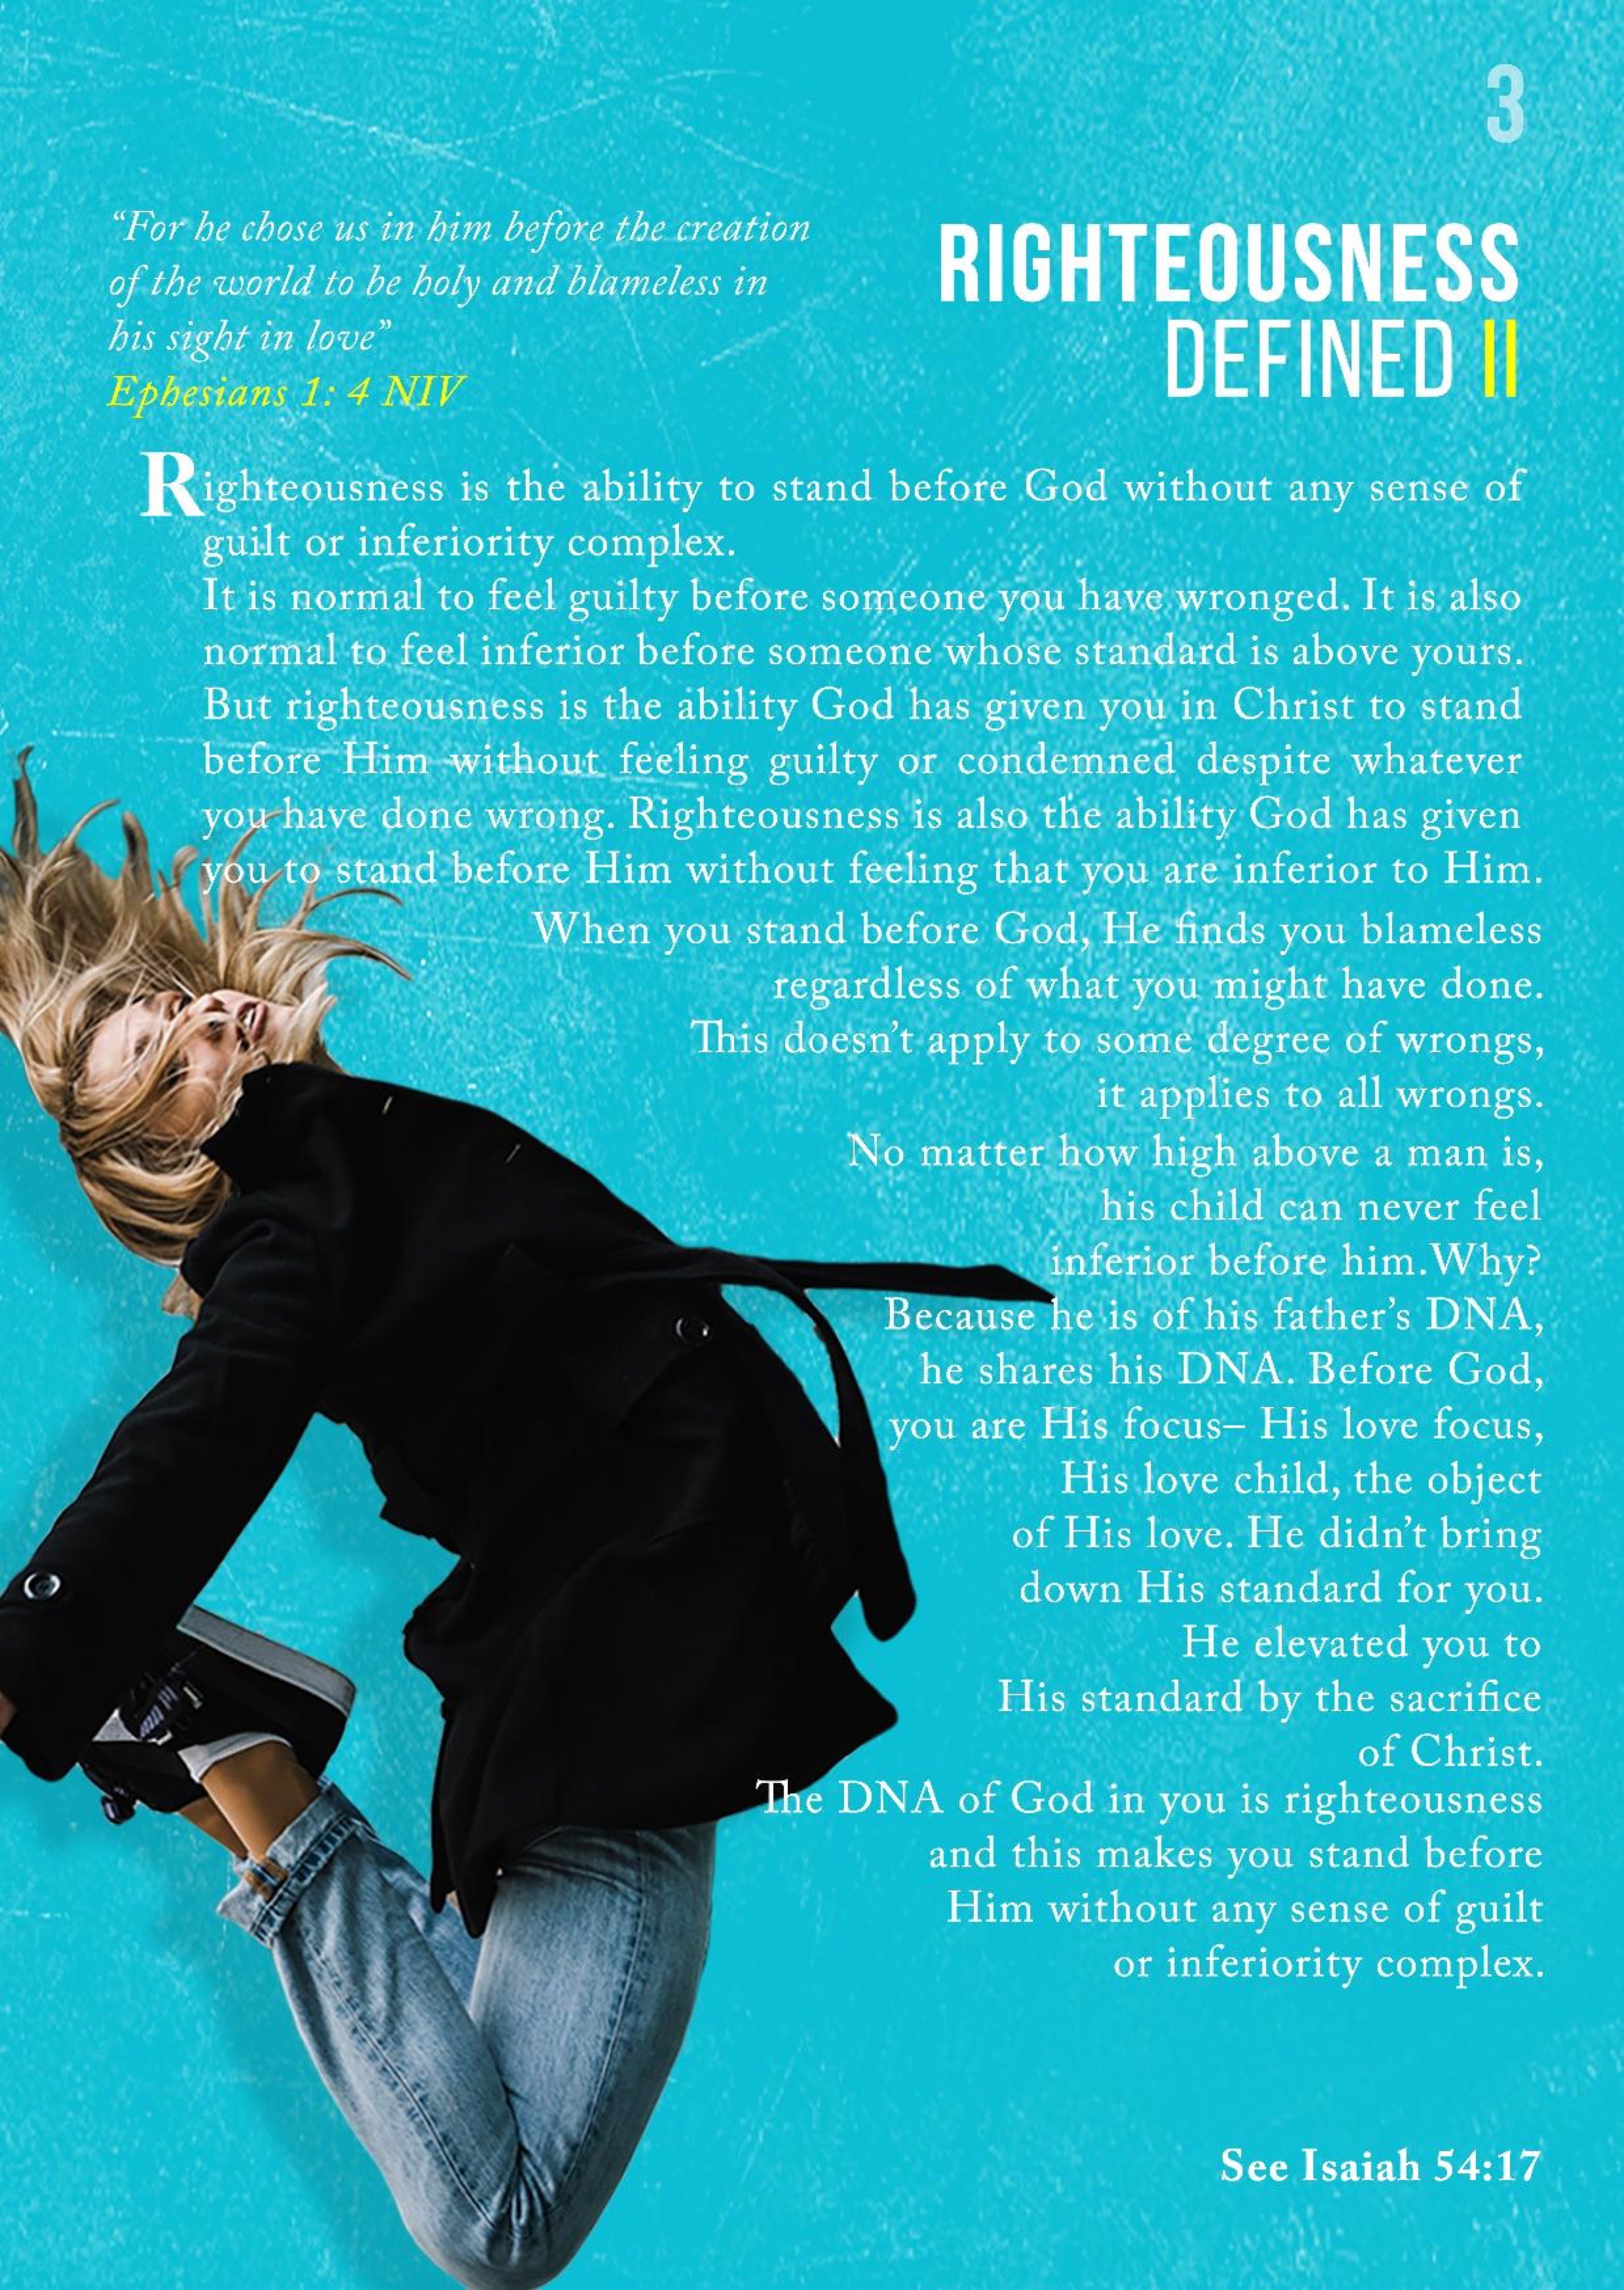 3
“For he chose us in him before the creation
of the world to be holy and blameless in
his sight in love”
Ephesians 1: 4 NIV
RIGHTEOUSNESS
DEFINED II
Righteousness is the ability to stand before God without any sense of
guilt or inferiority complex.
It is normal to feel guilty before someone you have wronged. It is also
normal to feel inferior before someone whose standard is above yours.
But righteousness is the ability God has given you in Christ to stand
before Him without feeling guilty or condemned despite whatever
you have done wrong. Righteousness is also the ability God has given
you to stand before Him without feeling that you are inferior to Him.
When you stand before God, He finds you blameless
regardless of what you might have done.
This doesn’t apply to some degree of wrongs,
it applies to all wrongs.
No matter how high above a man is,
his child can never feel
inferior before him.Why?
Because he is of his father’s DNA,
he shares his DNA. Before God,
you are His focus– His love focus,
His love child, the object
of His love. He didn’t bring
down His standard for you.
He elevated you to
His standard by the sacrifice
of Christ.
The DNA of God in you is righteousness
and this makes you stand before
Him without any sense of guilt
or inferiority complex.
See Isaiah 54:17